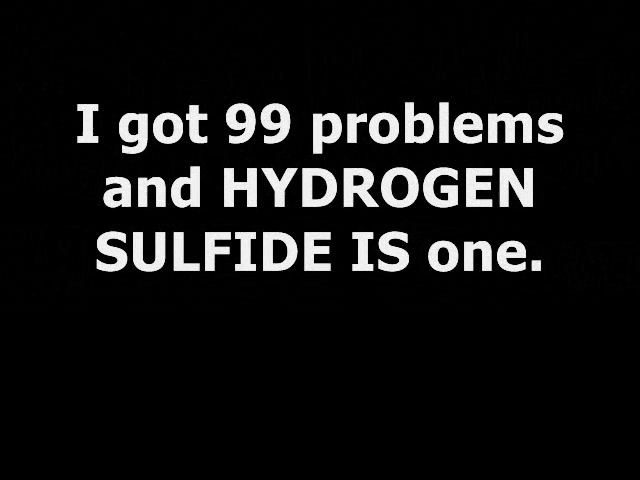 I got 99 problems
and HYDROGEN
SULFIDE IS one.